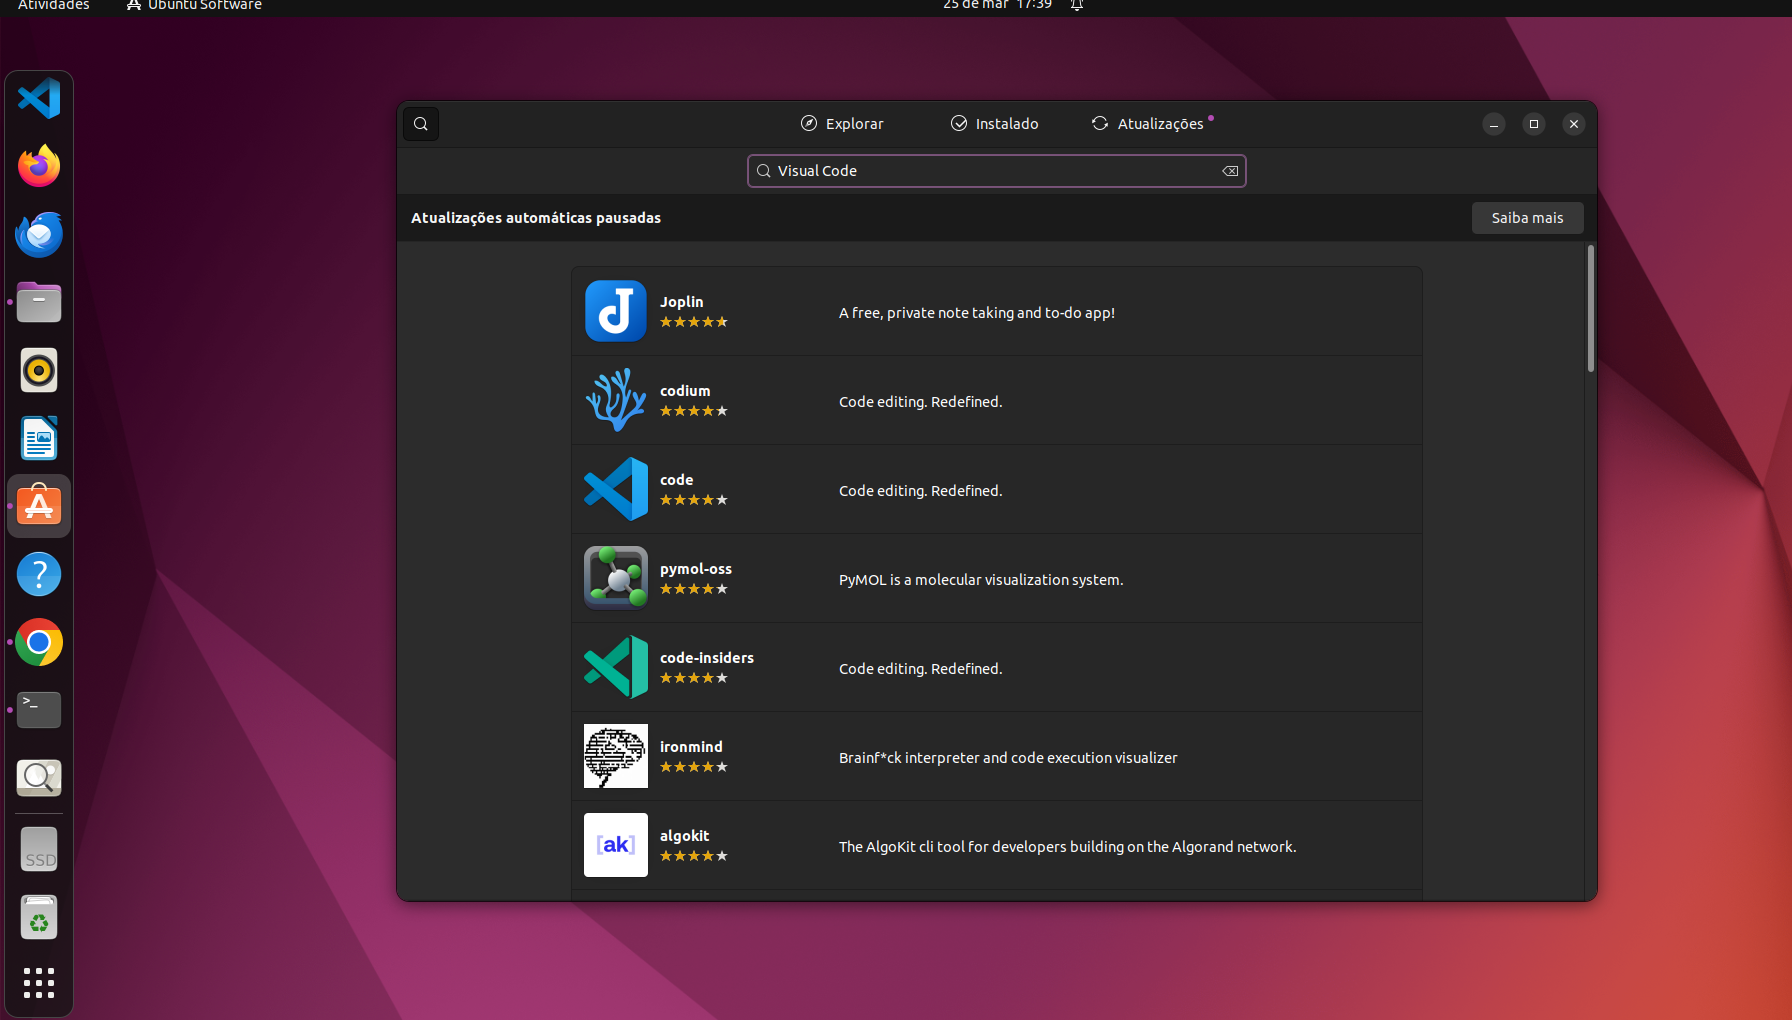 Atividades Ubuntu Software 25 de mar 17:39
Explorar Instalado Atualizações
Visual Code
Atualizações automáticas pausadas Saiba mais
Joplin
A free, private note taking and to-do app!
codium
Code editing. Redefined.
code
Code editing. Redefined.
pymol-oss
PyMOL is a molecular visualization system.
code-insiders
Code editing. Redefined.
ironmind
Brainf*ck interpreter and code execution visualizer
[ak]
algokit
The AlgoKit cli tool for developers building on the Algorand network.
>_
SSD